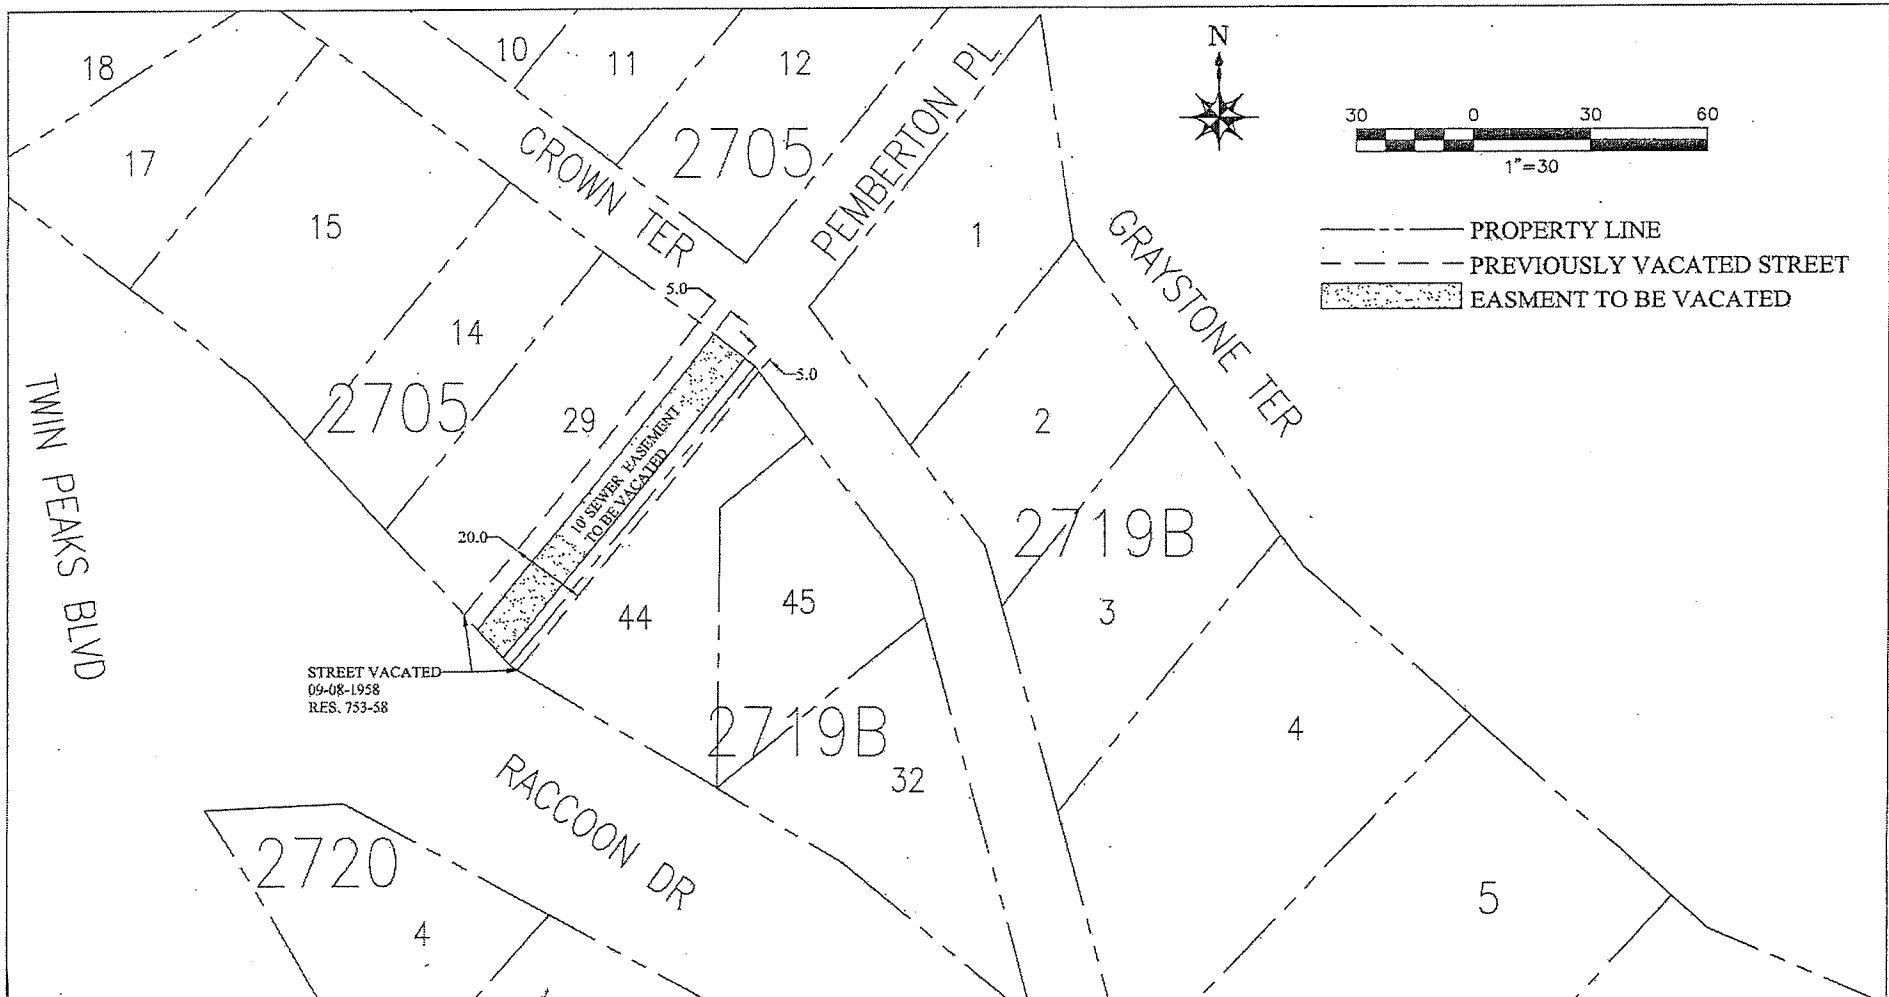 18
10
11
12
N
30 0 30 60
1"=30
17
CROWN TER
2705
PEMBERTON PL
1
GRAYSTONE TER
PROPERTY LINE
PREVIOUSLY VACATED STREET
EASMENT TO BE VACATED
15
5.0
14
5.0
2705
29
2
TWIN PEAKS BLVD
10' SEWER EASEMENT
TO BE VACATED
20.0
2719B
44
45
3
STREET VACATED
09-08-1958
RES. 753-58
2719B
32
4
RACCOON DR
2720
4
5